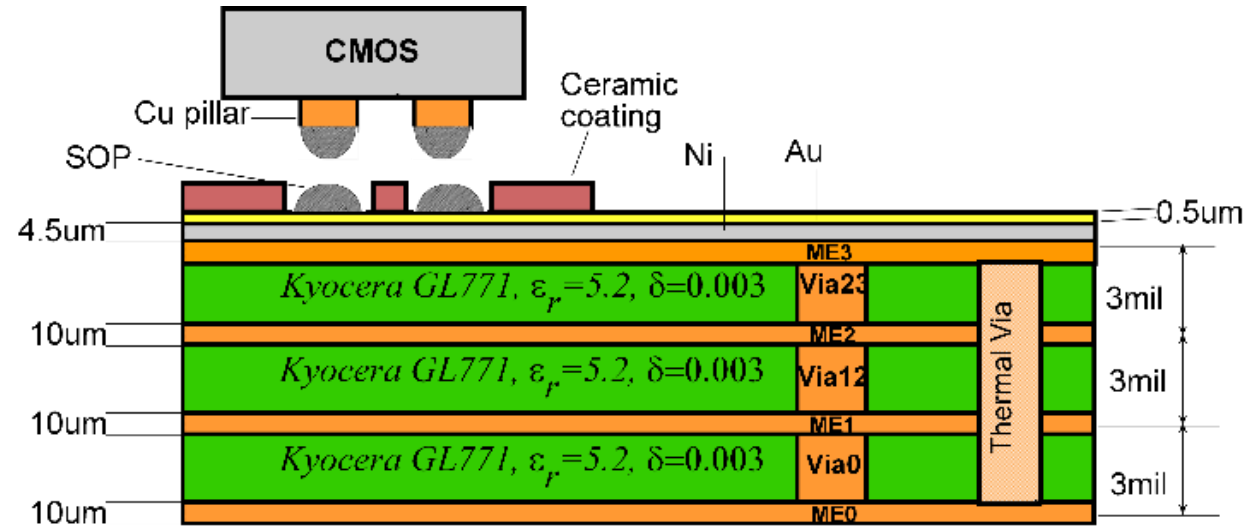 CMOS
Cu pillar
Ceramic
coating
SOP
Ni
Au
0.5um
4.5um
ME3
Kyocera GL771, εr=5.2, δ=0.003
Via23
3mil
10um
ME2
Kyocera GL771, εr=5.2, δ=0.003
Via12
Thermal Via
3mil
10um
ME1
Kyocera GL771, εr=5.2, δ=0.003
Via0
3mil
10um
ME0